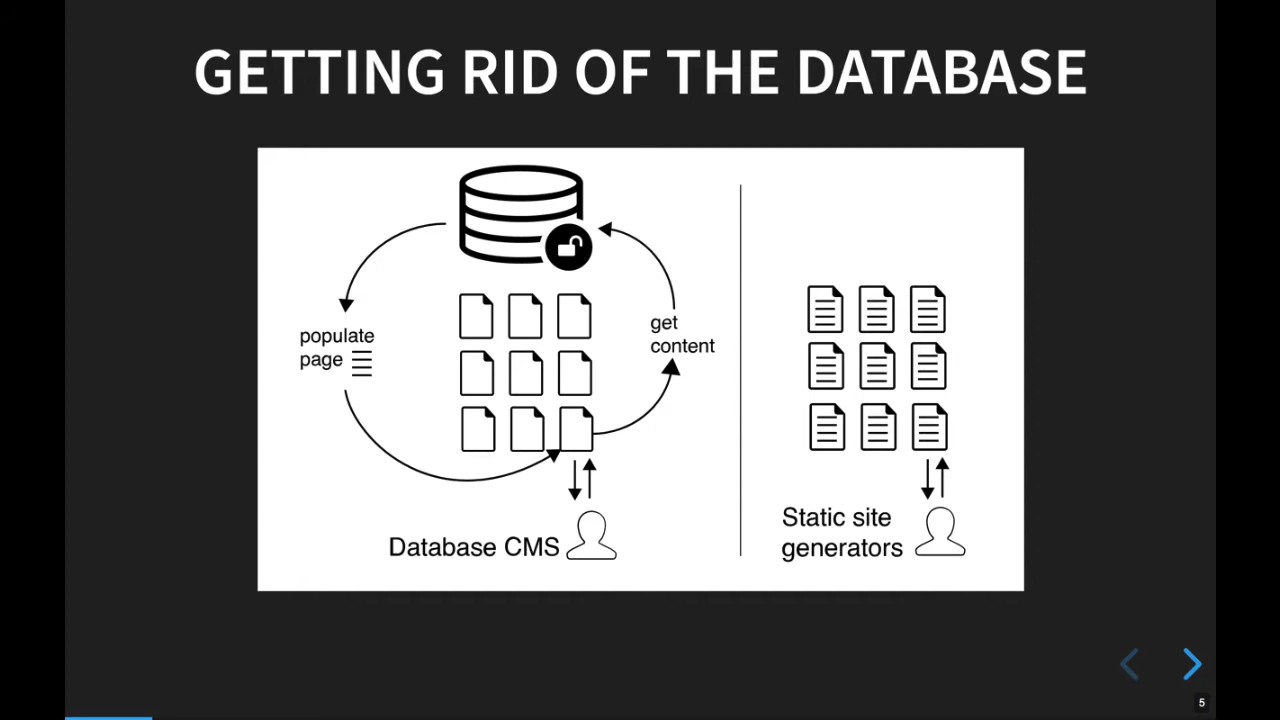 GETTING RID OF THE DATABASE
populate
page
get
content
Database CMS
Static site
generators
5